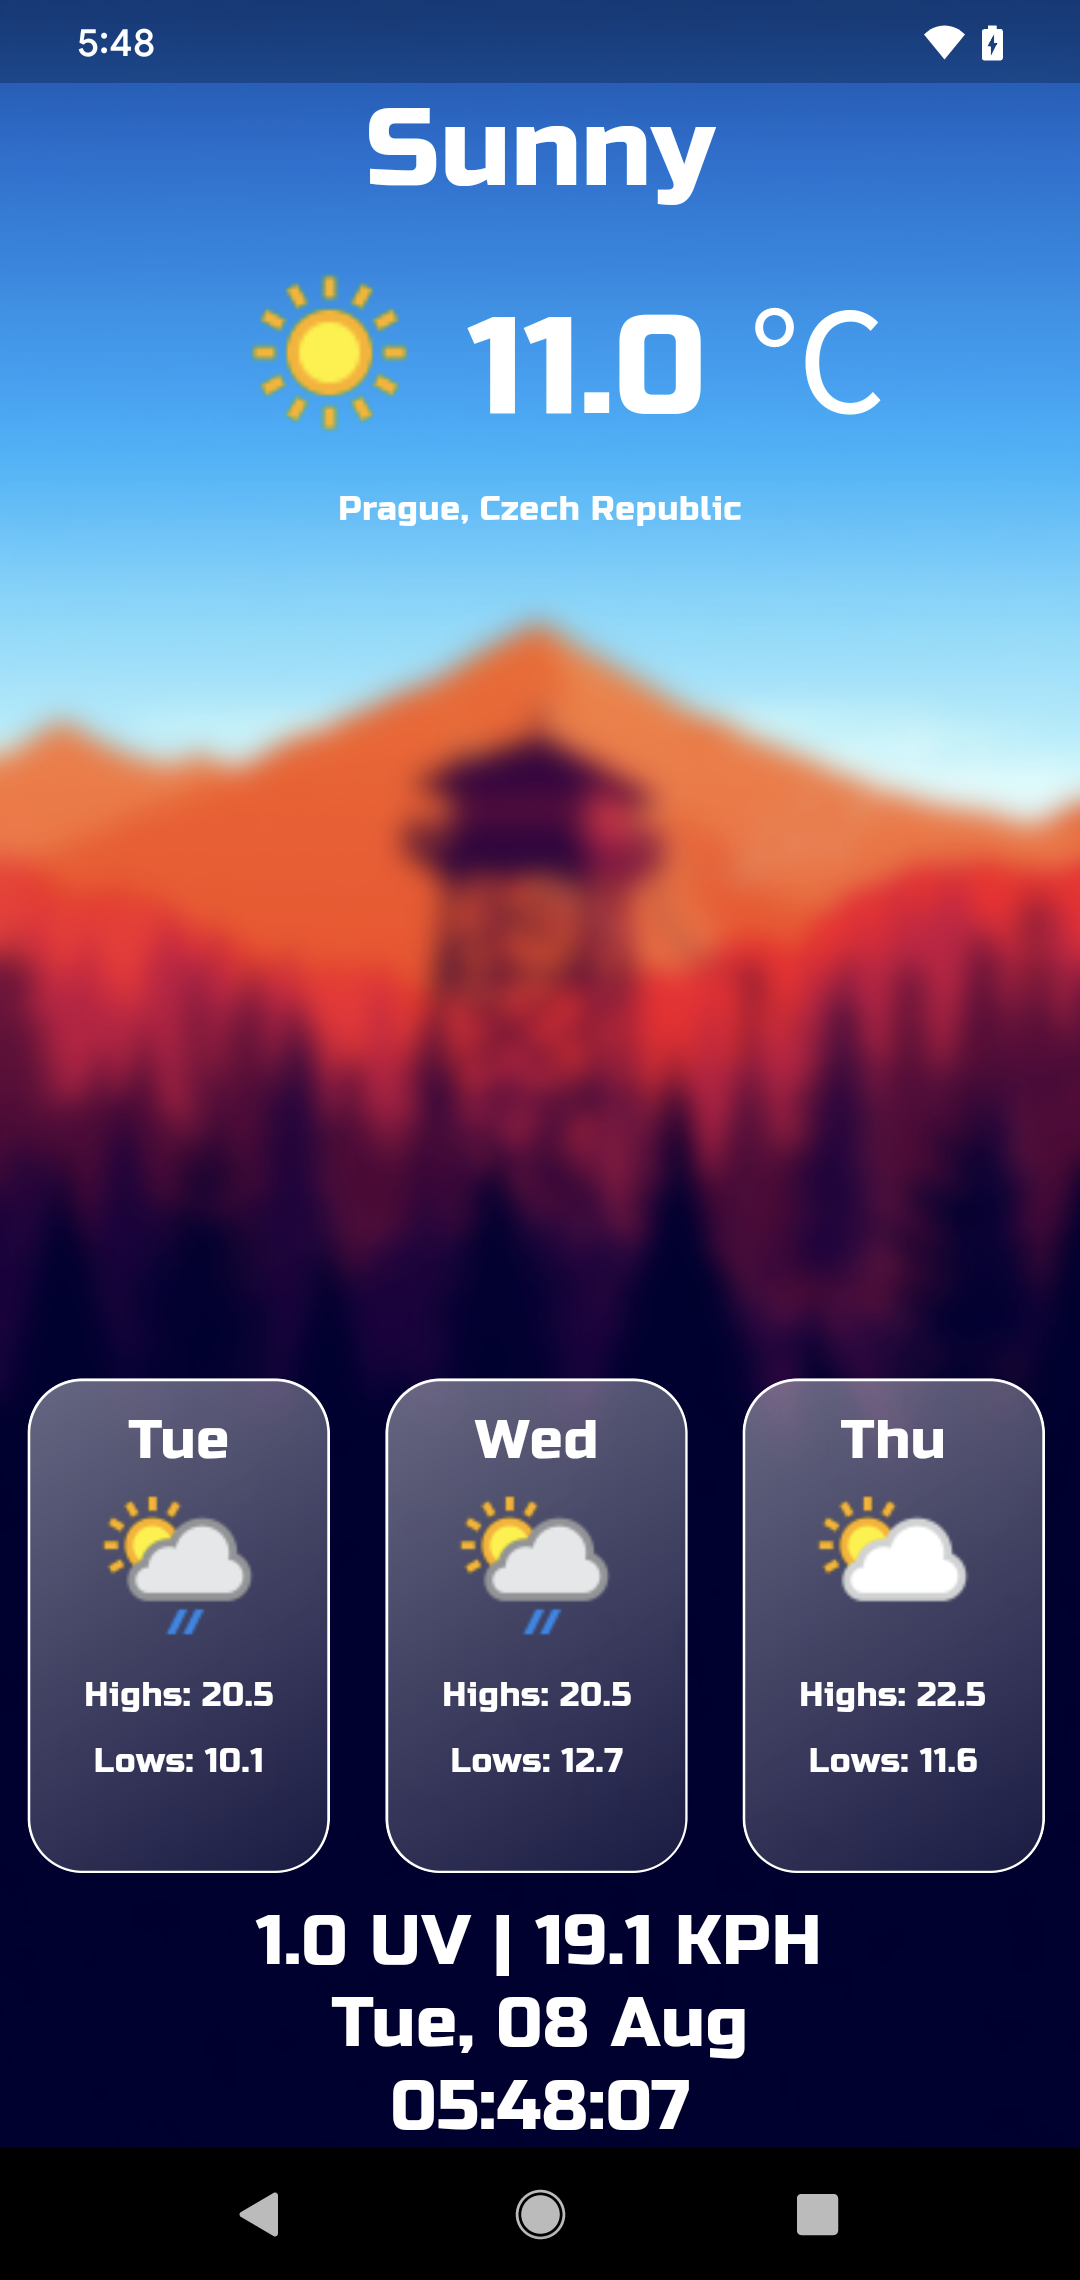 5:48
Sunny
11.0 °C
Prague, Czech Republic
Tue
Highs: 20.5
Lows: 10.1
Wed
Highs: 20.5
Lows: 12.7
Thu
Highs: 22.5
Lows: 11.6
1.0 UV | 19.1 KPH
Tue, 08 Aug
05:48:07